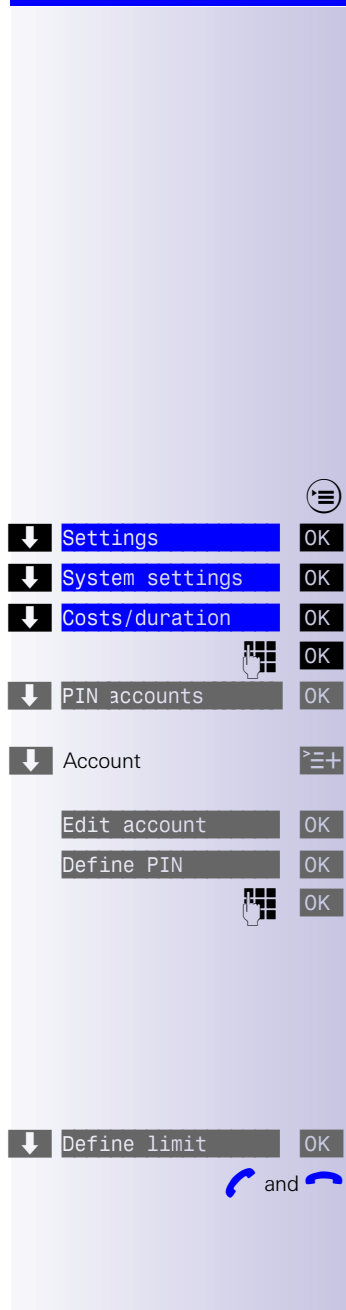 Settings OK
System settings OK
Costs/duration OK
OK
PIN accounts OK
Account
Edit account OK
Define PIN OK
OK
Define limit OK
and